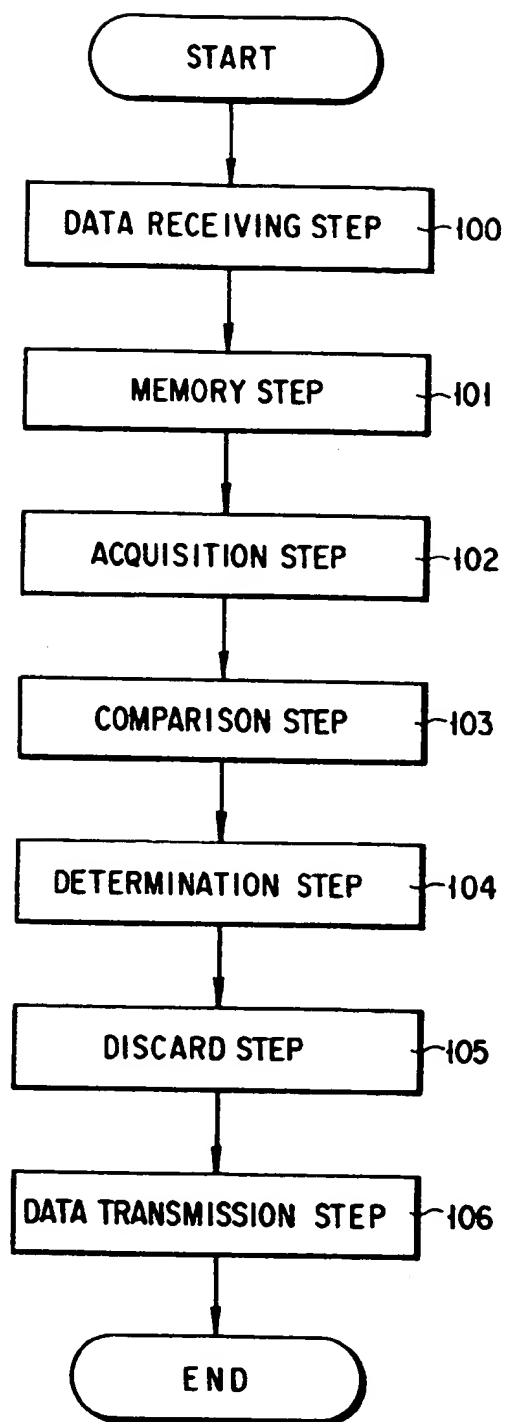 START
DATA RECEIVING STEP 100
MEMORY STEP 101
ACQUISITION STEP 102
COMPARISON STEP 103
DETERMINATION STEP 104
DISCARD STEP 105
DATA TRANSMISSION STEP 106
END